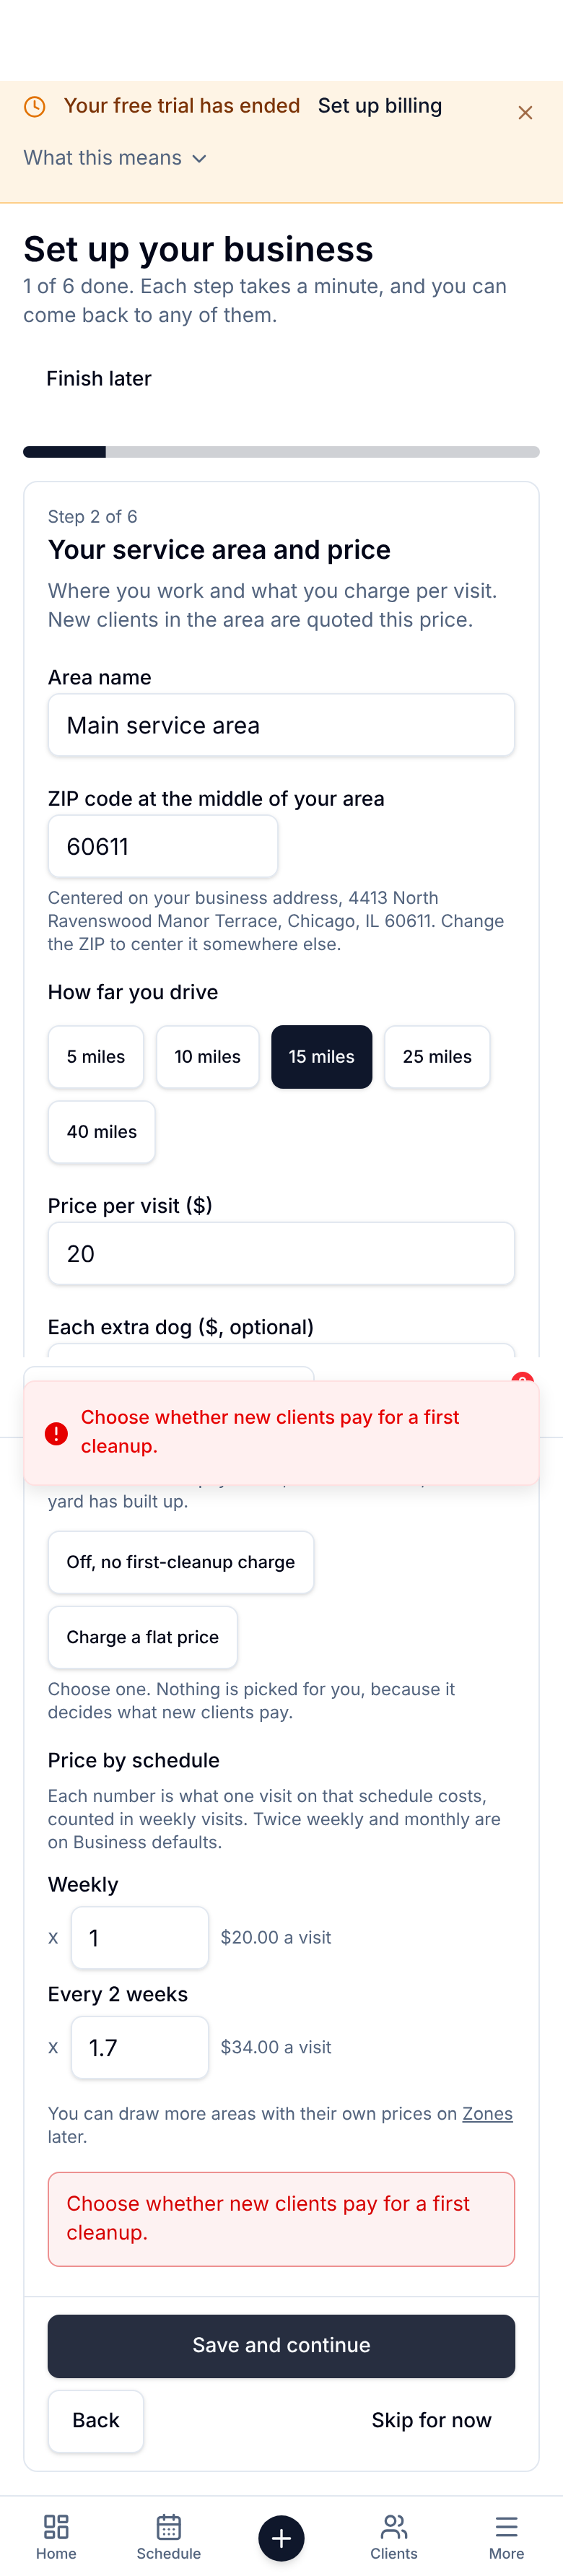 Your free trial has ended Set up billing
What this means
Set up your business
1 of 6 done. Each step takes a minute, and you can
come back to any of them.
Finish later
Step 2 of 6
Your service area and price
Where you work and what you charge per visit.
New clients in the area are quoted this price.
Area name
Main service area
ZIP code at the middle of your area
60611
Centered on your business address, 4413 North
Ravenswood Manor Terrace, Chicago, IL 60611. Change
the ZIP to center it somewhere else.
How far you drive
5 miles 10 miles 15 miles 25 miles
40 miles
Price per visit ($)
20
Each extra dog ($, optional)
Choose whether new clients pay for a first
cleanup.
yard has built up.
Off, no first-cleanup charge
Charge a flat price
Choose one. Nothing is picked for you, because it
decides what new clients pay.
Price by schedule
Each number is what one visit on that schedule costs,
counted in weekly visits. Twice weekly and monthly are
on Business defaults.
Weekly
x 1 $20.00 a visit
Every 2 weeks
x 1.7 $34.00 a visit
You can draw more areas with their own prices on Zones
later.
Choose whether new clients pay for a first
cleanup.
Save and continue
Back Skip for now
Home Schedule Clients More